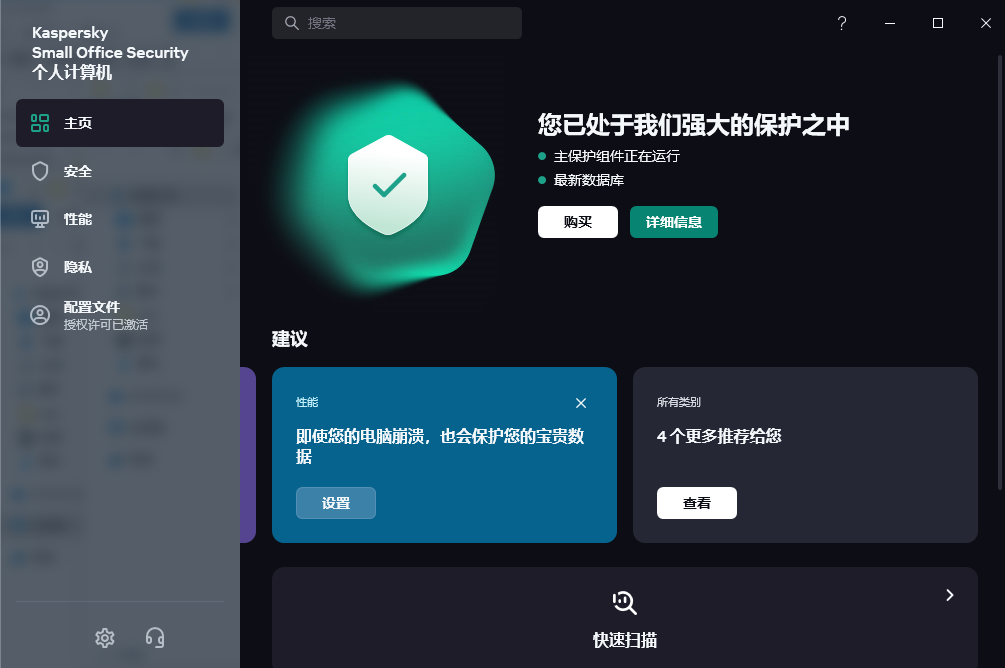 Kaspersky
Small Office Security
个人计算机
主页
安全
性能
隐私
配置文件
授权许可已激活
搜索
?
您已处于我们强大的保护之中
主保护组件正在运行
最新数据库
购买
详细信息
建议
性能
即使您的电脑崩溃，也会保护您的宝贵数
据
设置
所有类别
4 个更多推荐给您
查看
快速扫描